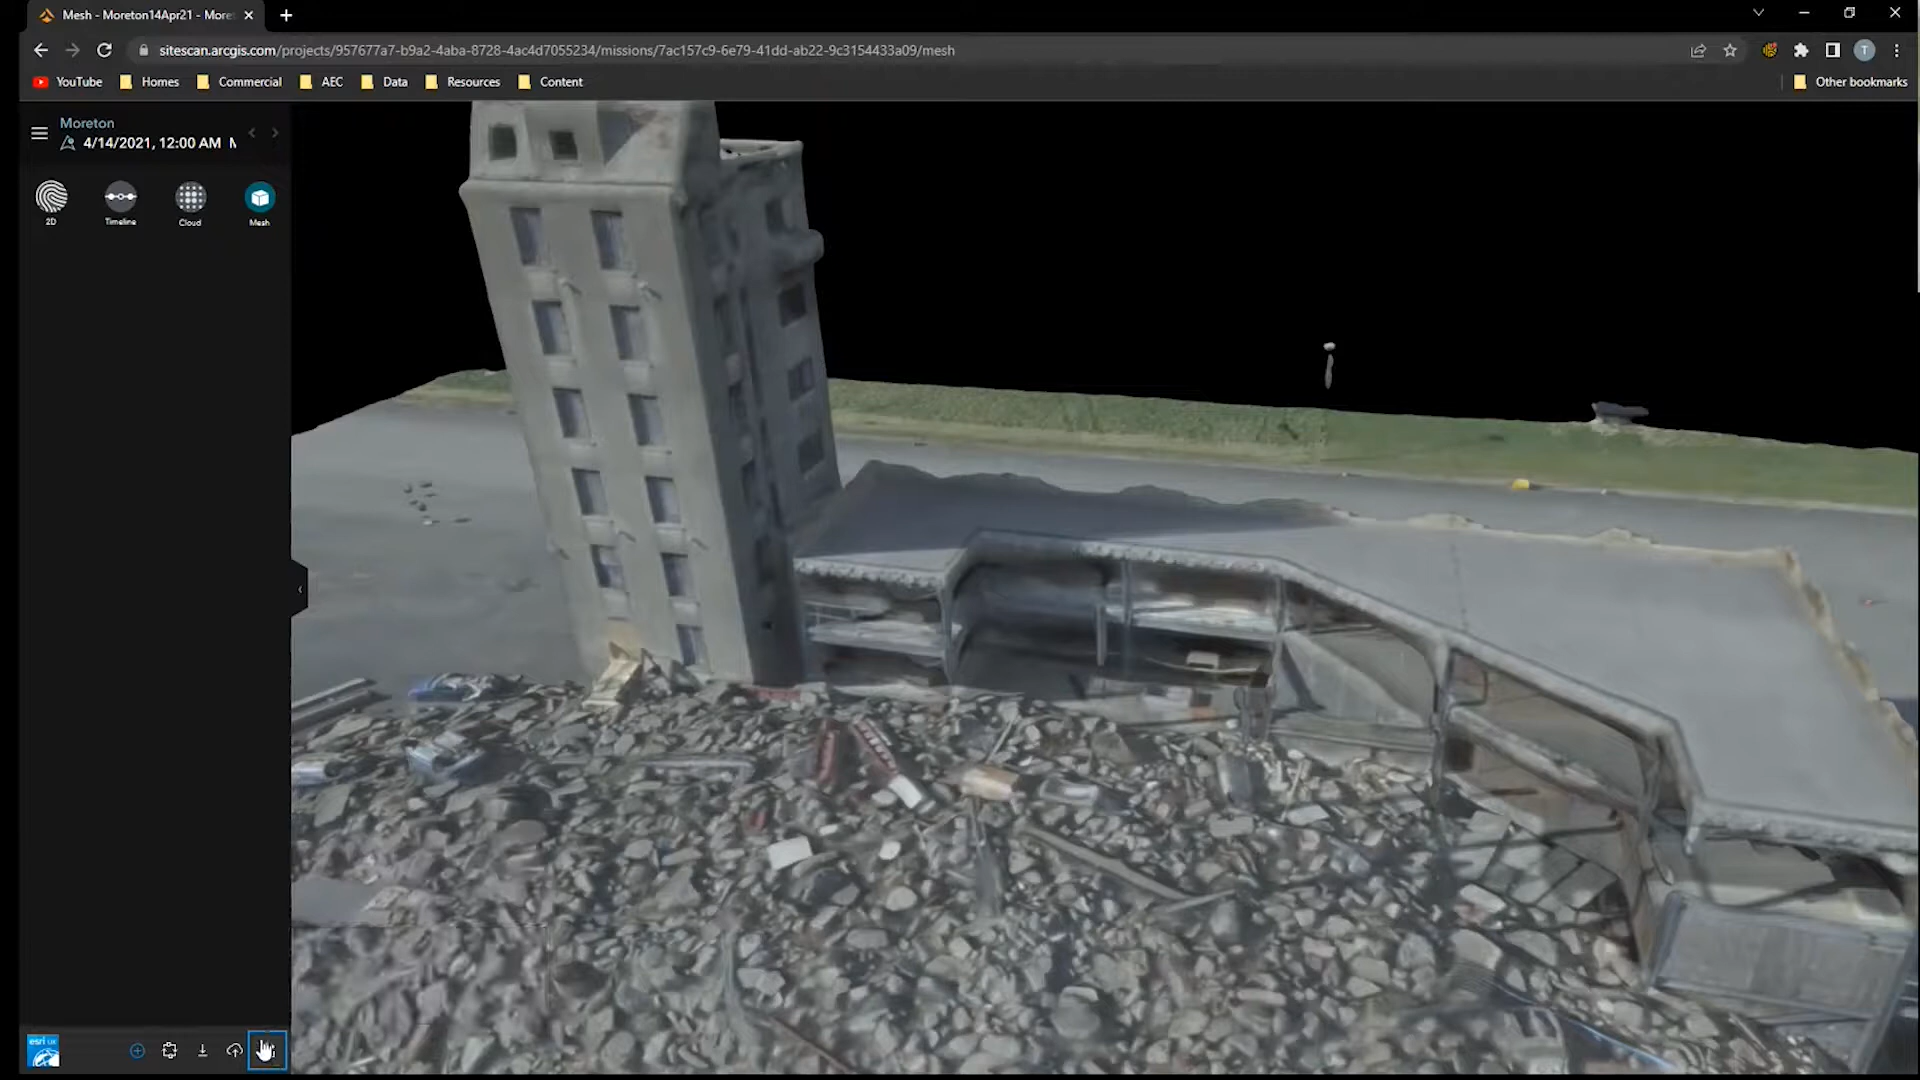 Mesh - Moreton14Apr21 - More
sitescan.arcgis.com/projects/957677a7-b9a2-4aba-8728-4ac4d7055234/missions/7ac157c9-6e79-41dd-ab22-9c3154433a09/mesh
T
YouTube Homes Commercial AEC Data Resources Content Other bookmarks
Moreton
4/14/2021, 12:00 AM M
2D Timeline Cloud Mesh
esri UK